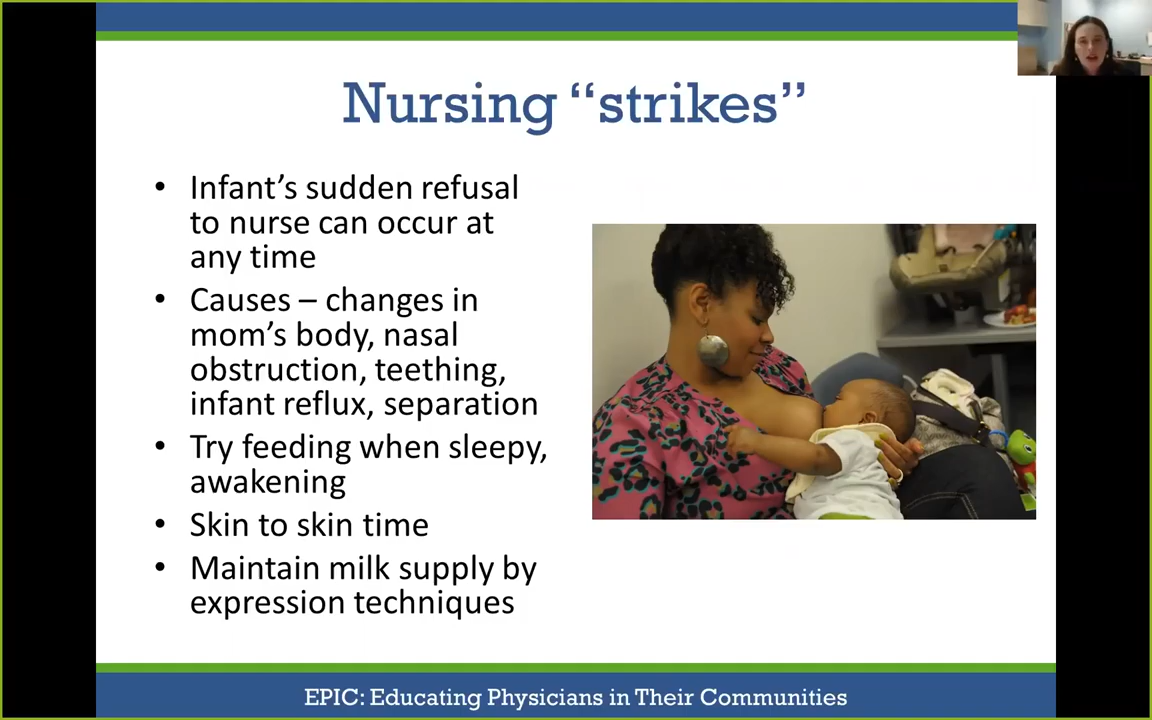 Nursing “strikes”
• Infant’s sudden refusal
to nurse can occur at
any time
• Causes – changes in
mom’s body, nasal
obstruction, teething,
infant reflux, separation
• Try feeding when sleepy,
awakening
• Skin to skin time
• Maintain milk supply by
expression techniques
EPIC: Educating Physicians in Their Communities